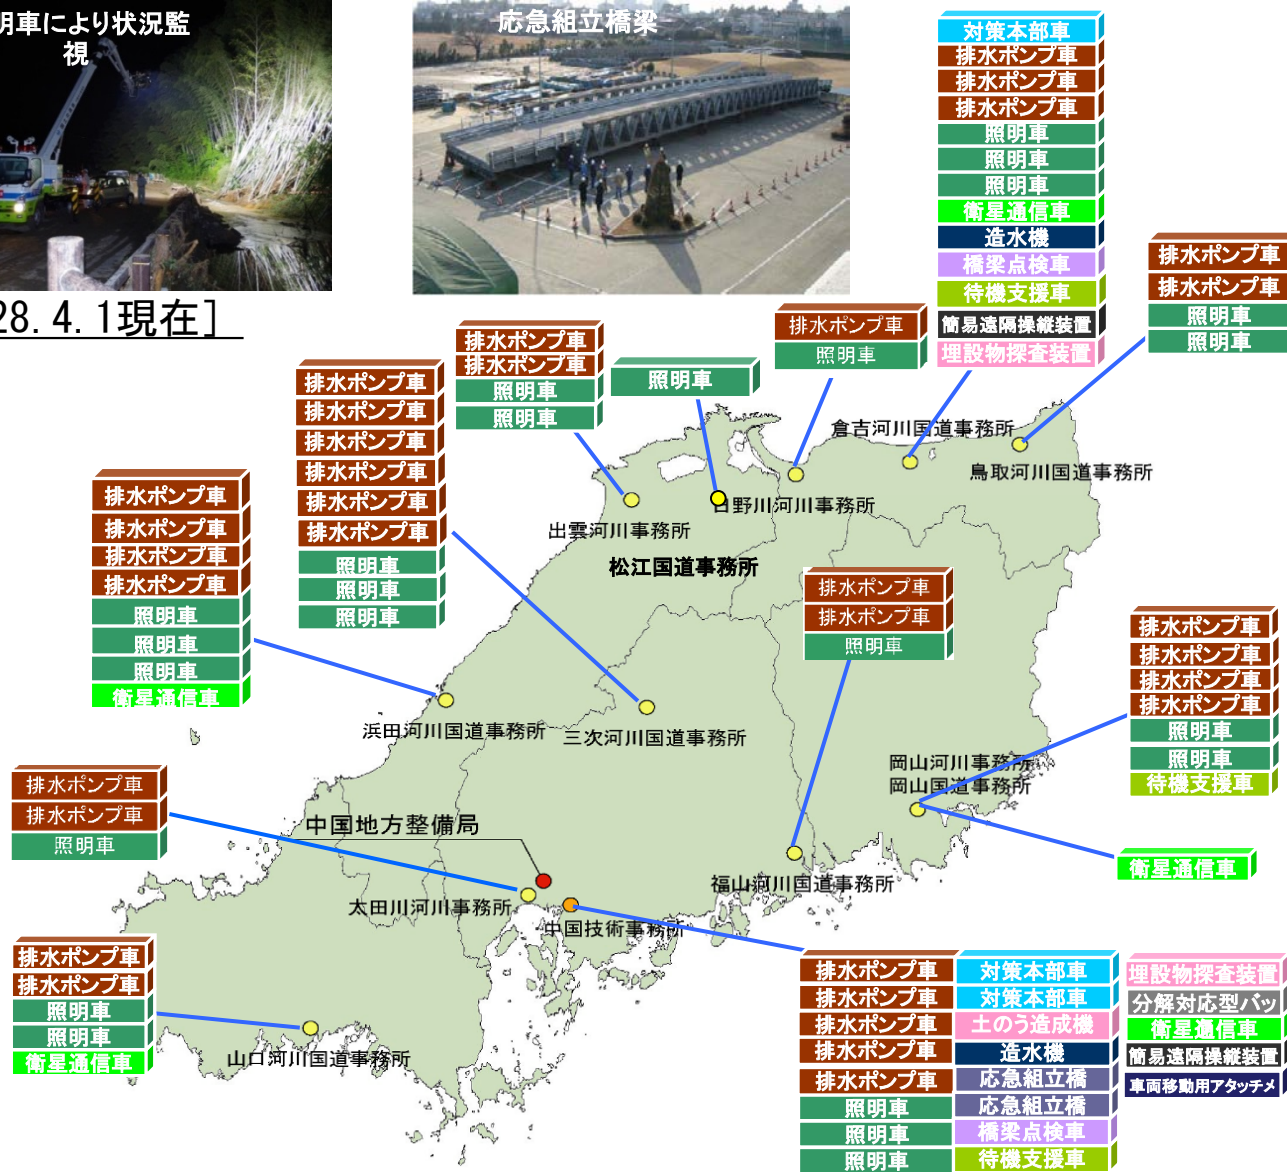 明車により状況監
視
応急組立橋梁
28.4.1現在]
対策本部車
排水ポンプ車
排水ポンプ車
排水ポンプ車
照明車
照明車
照明車
衛星通信車
造水機
橋梁点検車
待機支援車
簡易遠隔操縦装置
埋設物探査装置
排水ポンプ車
排水ポンプ車
照明車
照明車
排水ポンプ車
照明車
照明車
排水ポンプ車
排水ポンプ車
照明車
照明車
排水ポンプ車
排水ポンプ車
排水ポンプ車
排水ポンプ車
排水ポンプ車
排水ポンプ車
照明車
照明車
照明車
排水ポンプ車
排水ポンプ車
排水ポンプ車
排水ポンプ車
照明車
照明車
照明車
衛星通信車
倉吉河川国道事務所
鳥取河川国道事務所
日野川河川事務所
出雲河川事務所
松江国道事務所
排水ポンプ車
排水ポンプ車
照明車
排水ポンプ車
排水ポンプ車
排水ポンプ車
排水ポンプ車
照明車
照明車
待機支援車
浜田河川国道事務所
三次河川国道事務所
岡山河川事務所
岡山国道事務所
排水ポンプ車
排水ポンプ車
照明車
中国地方整備局
衛星通信車
福山河川国道事務所
太田川河川事務所
中国技術事務所
排水ポンプ車
排水ポンプ車
照明車
照明車
衛星通信車
山口河川国道事務所
排水ポンプ車
排水ポンプ車
排水ポンプ車
排水ポンプ車
排水ポンプ車
照明車
照明車
照明車
対策本部車
対策本部車
土のう造成機
造水機
応急組立橋
応急組立橋
橋梁点検車
待機支援車
埋設物探査装置
分解対応型バッ
衛星通信車
簡易遠隔操縦装置
車両移動用アタッチメ